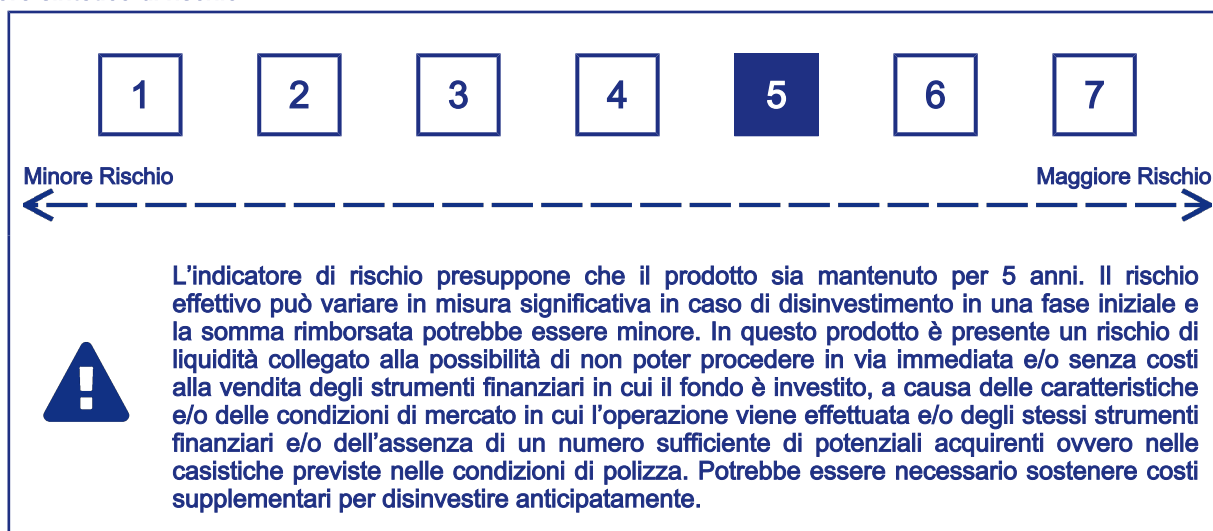 1 2 3 4 5 6 7
Minore Rischio Maggiore Rischio
L'indicatore di rischio presuppone che il prodotto sia mantenuto per 5 anni. Il rischio
effettivo può variare in misura significativa in caso di disinvestimento in una fase iniziale e
la somma rimborsata potrebbe essere minore. In questo prodotto è presente un rischio di
liquidità collegato alla possibilità di non poter procedere in via immediata e/o senza costi
alla vendita degli strumenti finanziari in cui il fondo è investito, a causa delle caratteristiche
e/o delle condizioni di mercato in cui l'operazione viene effettuata e/o degli stessi strumenti
finanziari e/o dell'assenza di un numero sufficiente di potenziali acquirenti ovvero nelle
casistiche previste nelle condizioni di polizza. Potrebbe essere necessario sostenere costi
supplementari per disinvestire anticipatamente.